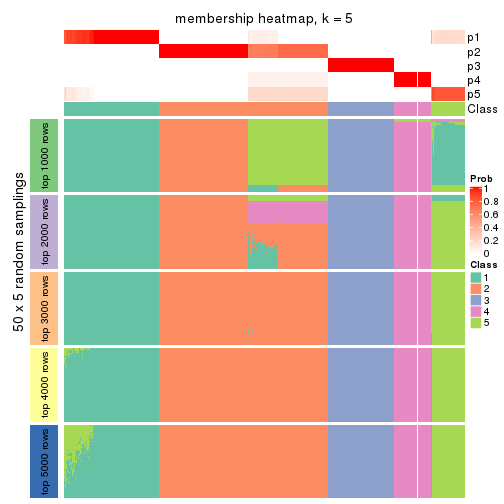 membership heatmap, k = 5
p1
p2
p3
p4
p5
Class
50 x 5 random samplings
top 1000 rows
top 2000 rows
top 3000 rows
top 4000 rows
top 5000 rows
Prob
1
0.8
0.6
0.4
0.2
0
Class
1
2
3
4
5